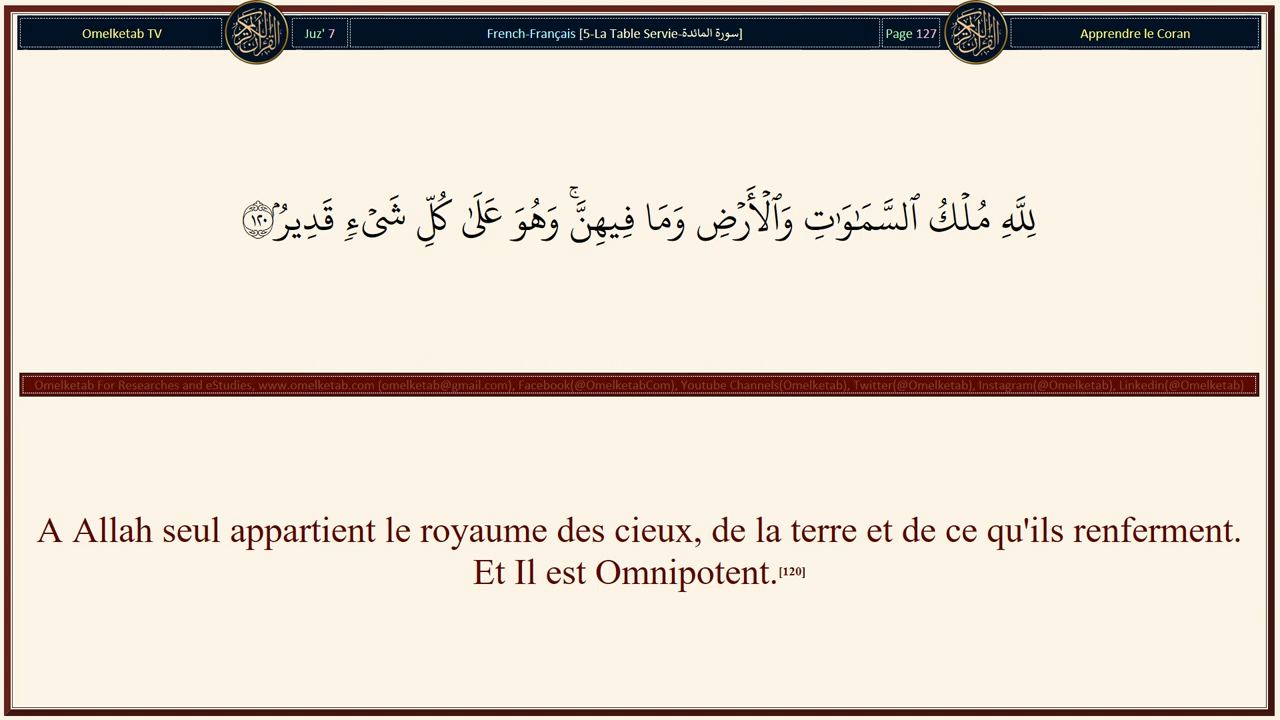 Omelketab TV
Juz' 7
French-Français [5-La Table Servie-سورة المائدة]
Page 127
Apprendre le Coran
لِلَّهِ مُلۡكُ ٱلسَّمَٰوَٰتِ وَٱلۡأَرۡضِ وَمَا فِيهِنَّۚ وَهُوَ عَلَىٰ كُلِّ شَيۡءٖ قَدِيرُۢ ١٢٠
Omelketab For Researches and eStudies, www.omelketab.com (omelketab@gmail.com), Facebook(@OmelketabCom), Youtube Channels(Omelketab), Twitter(@Omelketab), Instagram(@Omelketab), Linkedin(@Omelketab)
A Allah seul appartient le royaume des cieux, de la terre et de ce qu'ils renferment.
Et Il est Omnipotent.[120]